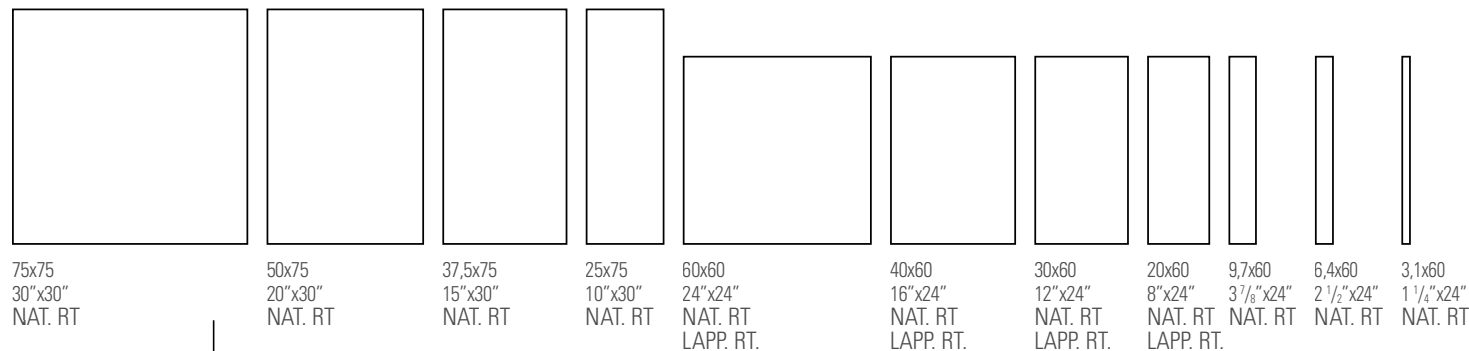 75x75
30"x30"
NAT. RT
50x75
20"x30"
NAT. RT
37,5x75
15"x30"
NAT. RT
25x75
10"x30"
NAT. RT
60x60
24"x24"
NAT. RT
LAPP. RT.
40x60
16"x24"
NAT. RT
LAPP. RT.
30x60
12"x24"
NAT. RT
LAPP. RT.
20x60
8"x24"
NAT. RT
LAPP. RT.
9,7x60
3 7/8"x24"
NAT. RT
6,4x60
2 1/2"x24"
NAT. RT
3,1x60
1 1/4"x24"
NAT. RT